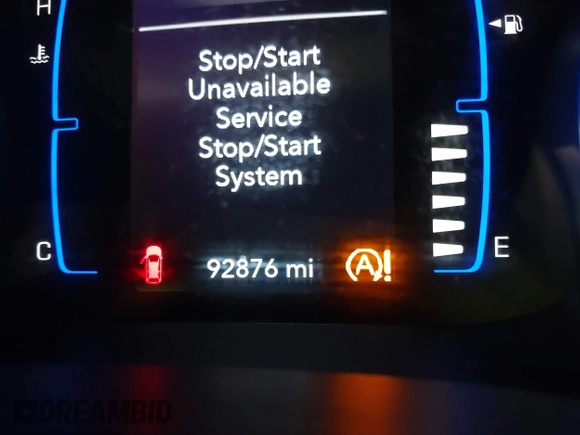 H
Stop/Start
Unavailable
Service
Stop/Start
System
C
E
92876 mi
A!
DREAMBID